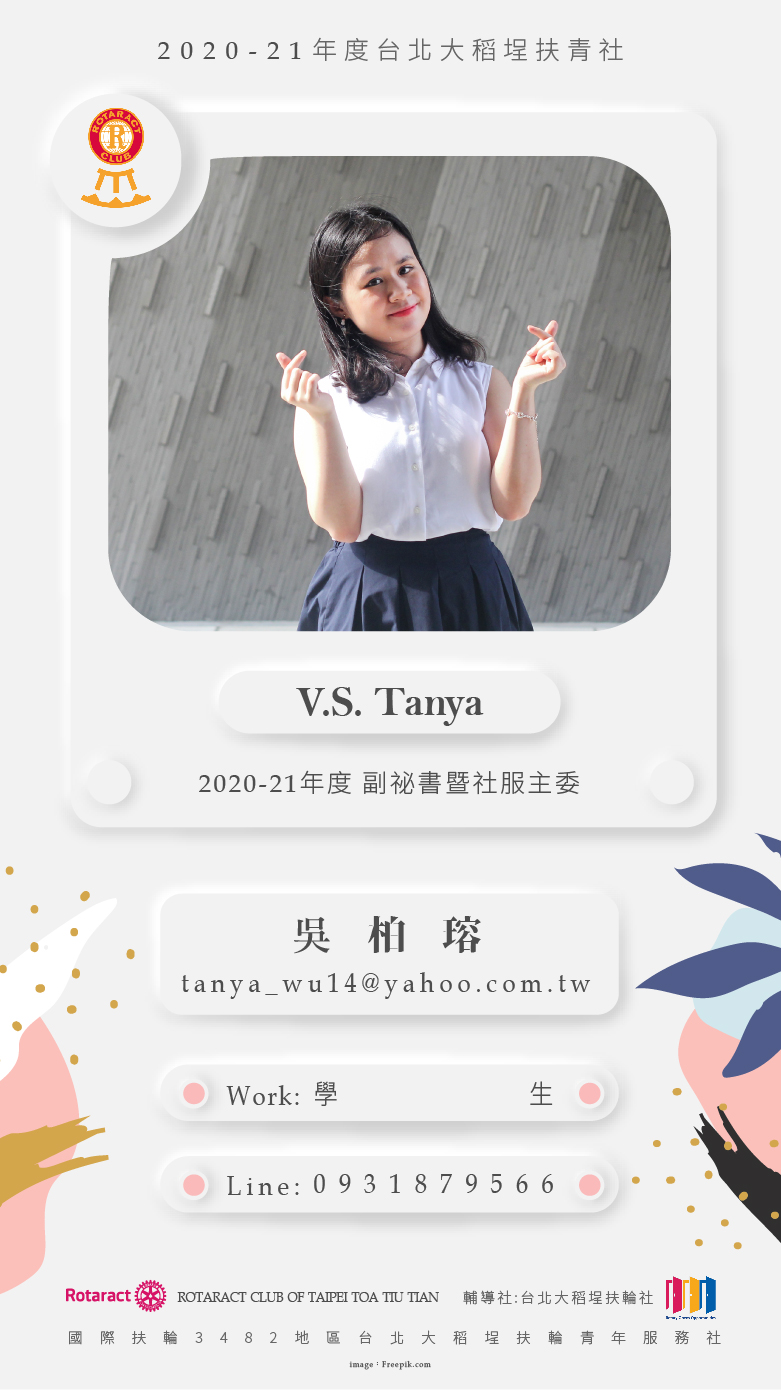 2020-21年度台北大稻埕扶青社
ROTARACT
R
CLUB
V.S. Tanya
2020-21年度 副祕書暨社服主委
吳柏瑢
tanya_wu14@yahoo.com.tw
Work: 學生
Line: 0931879566
Rotaract
ROTARACT CLUB OF TAIPEI TOA TIU TIAN
輔導社:台北大稻埕扶輪社
Rotary Opens Opportunities
國際扶輪3482地區台北大稻埕扶輪青年服務社
image : Freepik.com